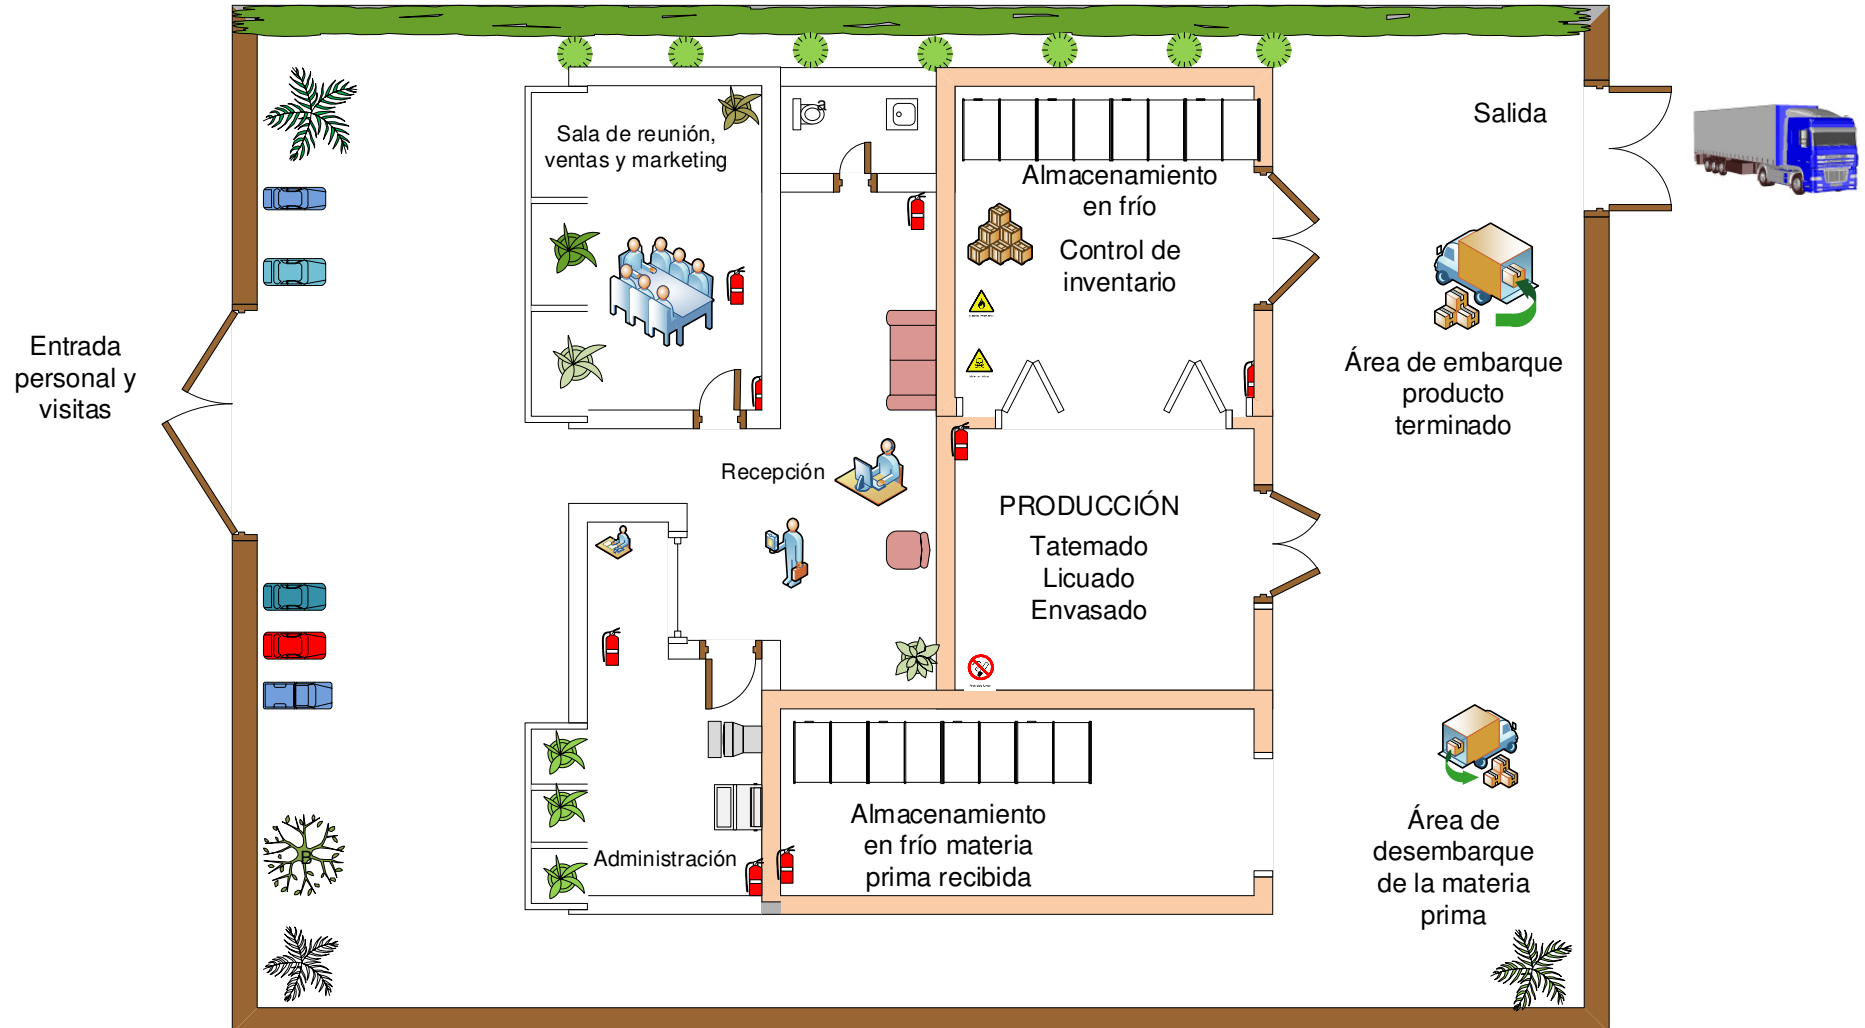 Salida
Sala de reunión,
ventas y marketing
Almacenamiento
en frío
Control de
inventario
Entrada
personal y
visitas
Área de embarque
producto
terminado
Recepción
PRODUCCIÓN
Tatemado
Licuado
Envasado
Almacenamiento
en frío materia
prima recibida
Administración
Área de
desembarque
de la materia
prima